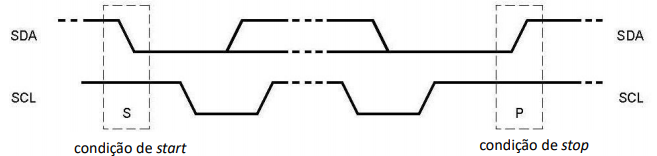 SDA SDA
SCL SCL
S P
condição de start condição de stop